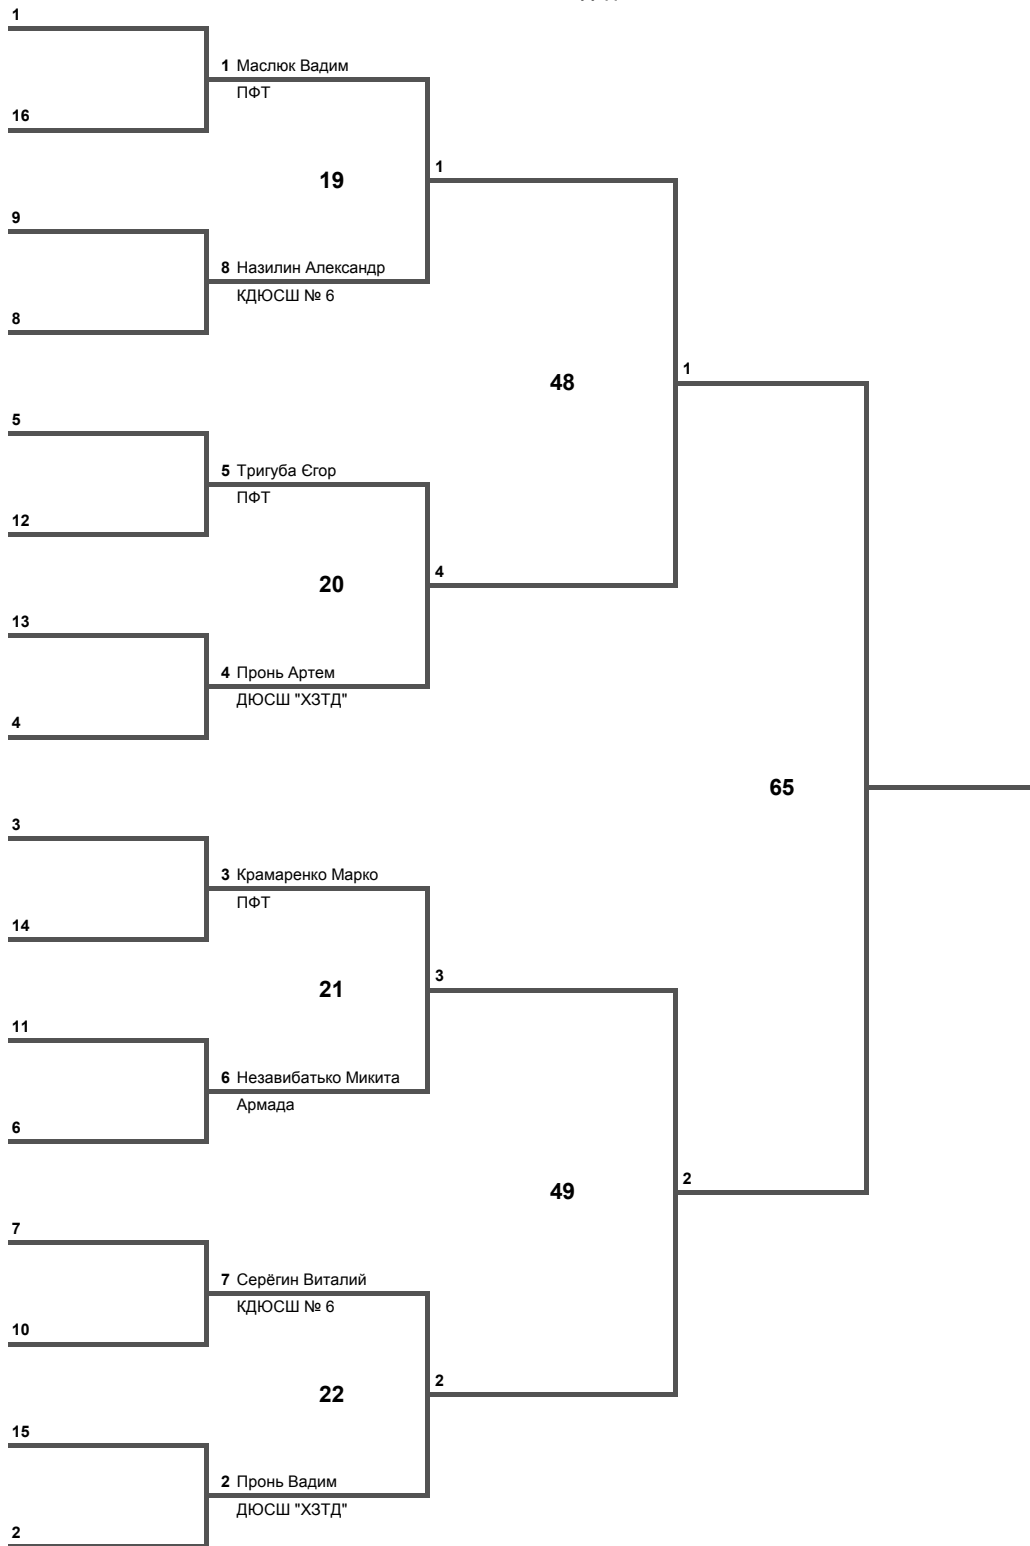 1
1 Маслюк Вадим
ПФТ
16
1
19
9
8 Назилин Александр
КДЮСШ № 6
8
1
48
5
5 Тригуба Єгор
ПФТ
12
4
20
13
4 Пронь Артем
ДЮСШ "ХЗТД"
4
65
3
3 Крамаренко Марко
ПФТ
14
3
21
11
6 Незавибатько Микита
Армада
6
2
49
7
7 Серёгин Виталий
КДЮСШ № 6
10
2
22
15
2 Пронь Вадим
ДЮСШ "ХЗТД"
2